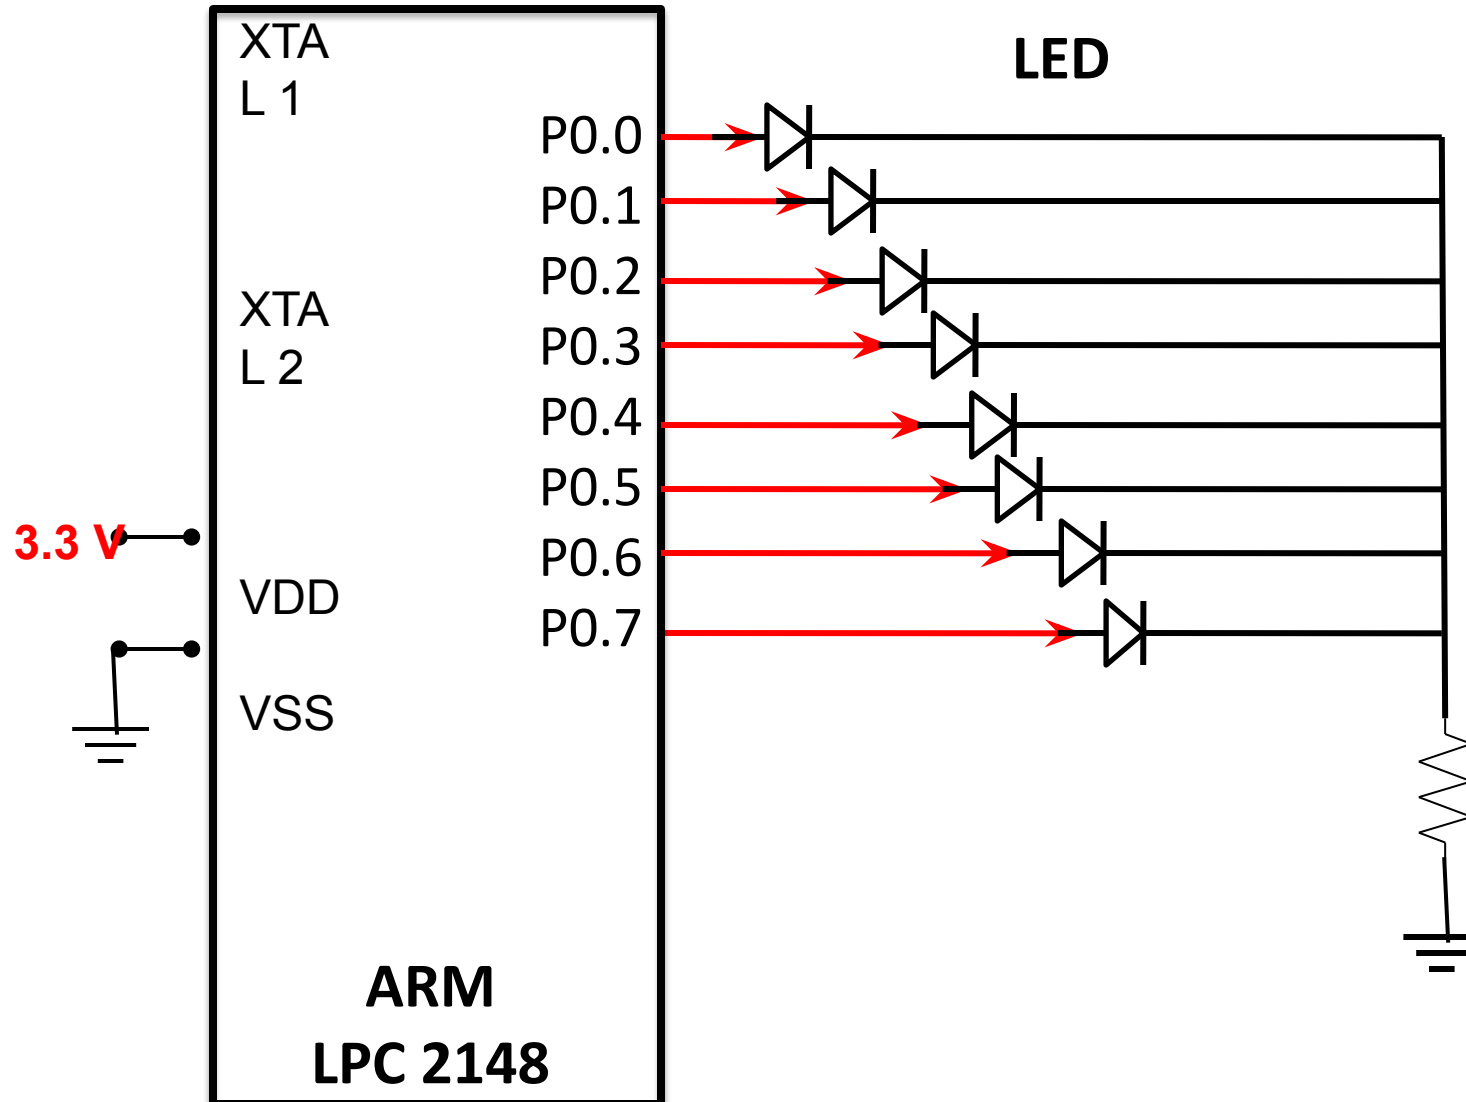 XTA
L 1
LED
P0.0
P0.1
P0.2
XTA
L 2
P0.3
P0.4
P0.5
3.3 V
P0.6
VDD
P0.7
VSS
ARM
LPC 2148